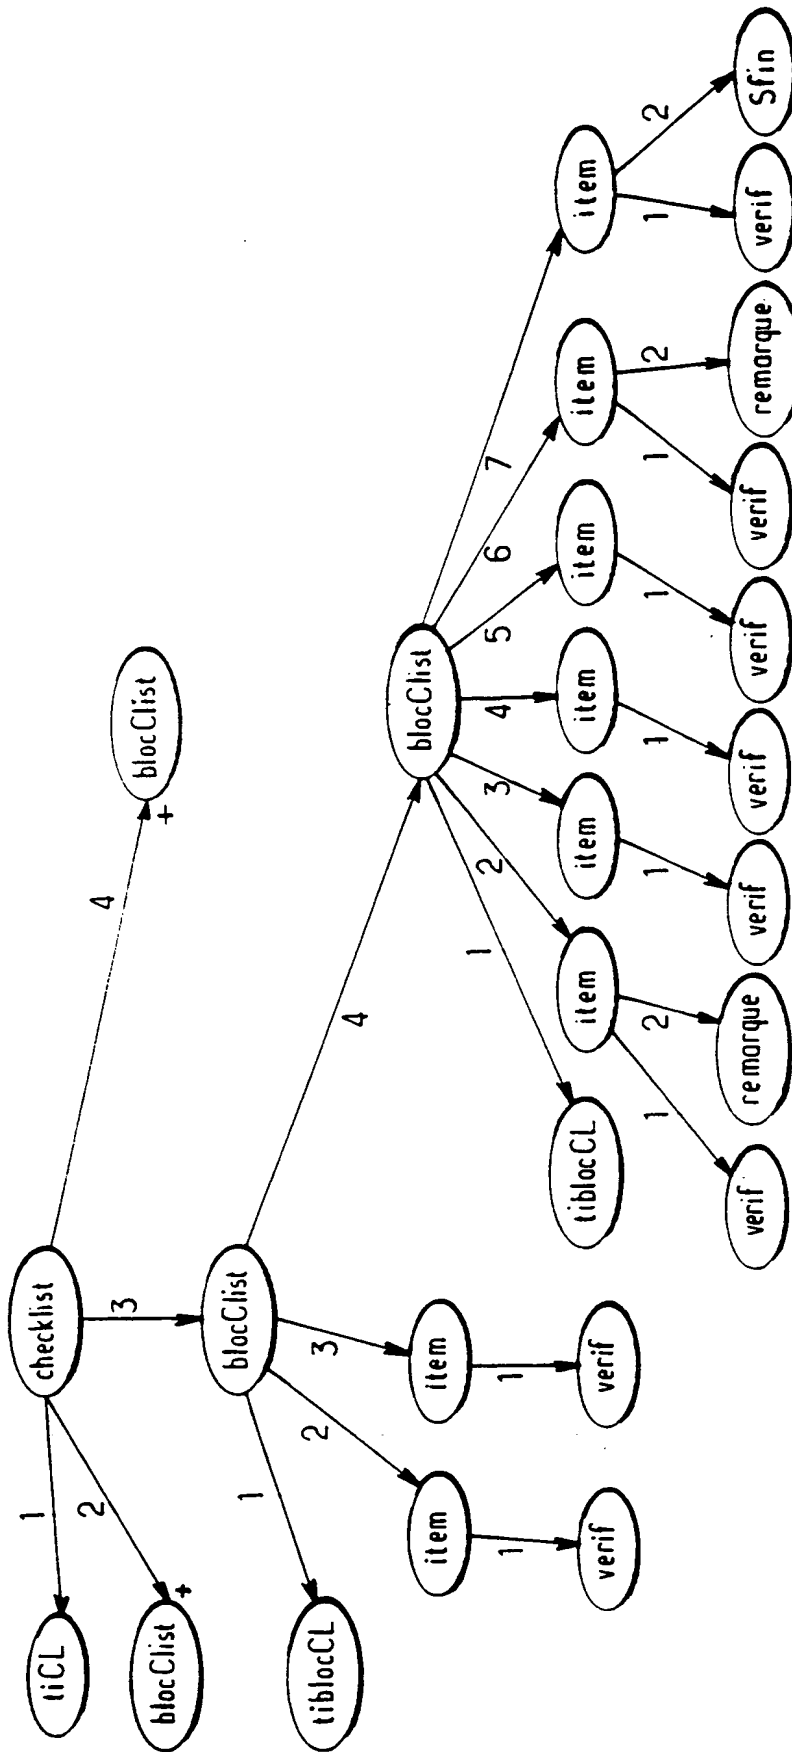 checklist
1
2
3
4
tiCL
blocClist
+
blocClist
blocClist
+
1
2
3
4
tiblocCL
item
item
blocClist
1
1
verif
verif
1
2
3
4
5
6
7
tiblocCL
item
item
item
item
item
item
1
2
1
1
1
1
2
1
2
verif
remarque
verif
verif
verif
verif
remarque
verif
Sfin